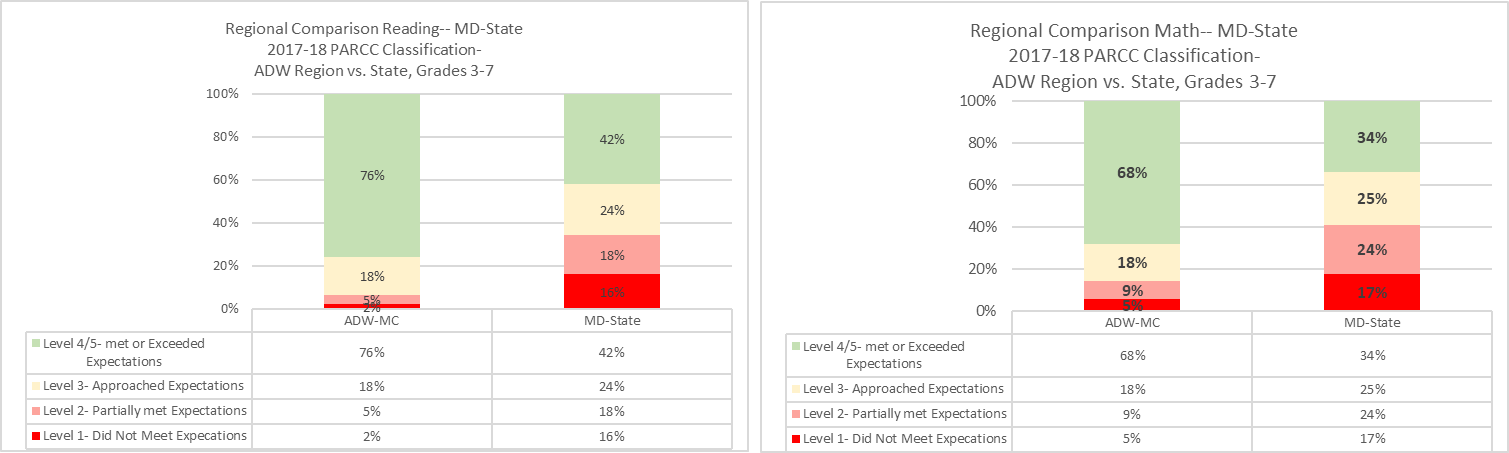 Regional Comparison Reading-- MD-State
2017-18 PARCC Classification-
ADW Region vs. State, Grades 3-7
100%
80%
60%
40%
20%
0%
76%
18%
5%
2%
42%
24%
18%
16%
ADW-MC MD-State
Level 4/5- met or Exceeded
Expectations
76% 42%
Level 3- Approached Expectations 18% 24%
Level 2- Partially met Expectations 5% 18%
Level 1- Did Not Meet Expecations 2% 16%
Regional Comparison Math-- MD-State
2017-18 PARCC Classification-
ADW Region vs. State, Grades 3-7
100%
80%
60%
40%
20%
0%
68%
18%
9%
5%
34%
25%
24%
17%
ADW-MC MD-State
Level 4/5- met or Exceeded
Expectations
68% 34%
Level 3- Approached Expectations 18% 25%
Level 2- Partially met Expectations 9% 24%
Level 1- Did Not Meet Expecations 5% 17%